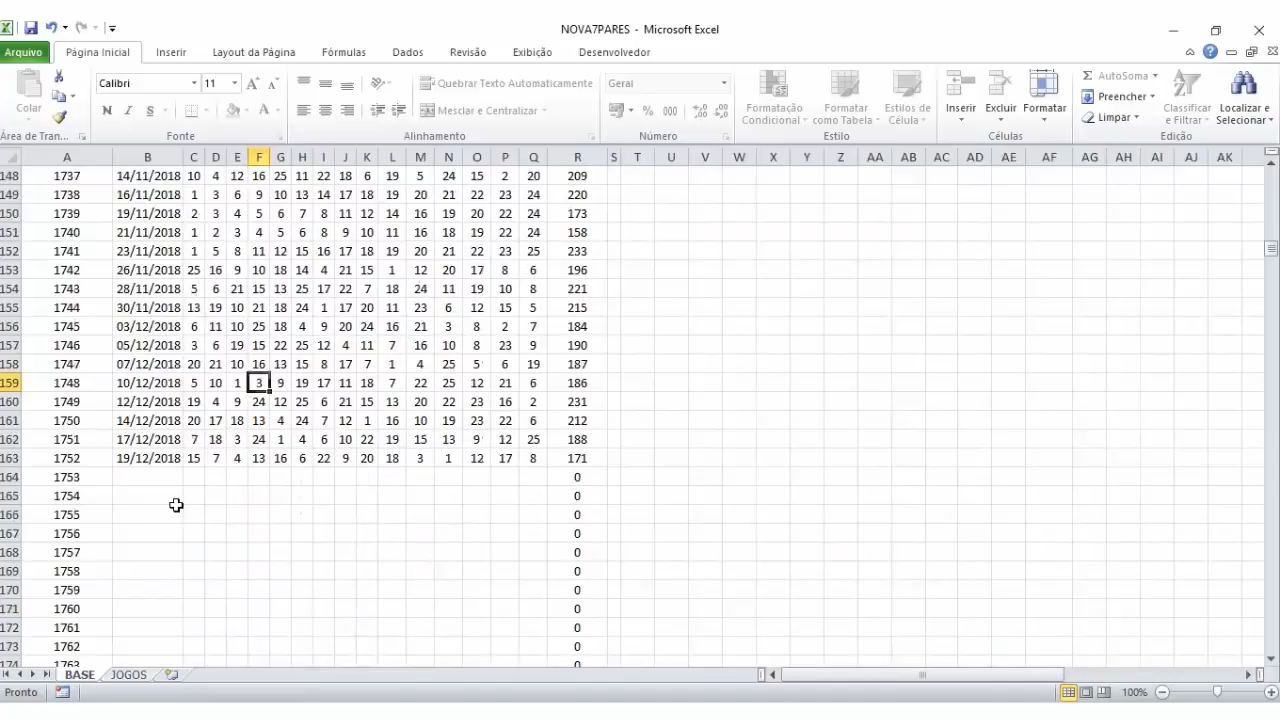 NOVA7PARES - Microsoft Excel
Arquivo Página Inicial Inserir Layout da Página Fórmulas Dados Revisão Exibição Desenvolvedor
Colar Calibri 11 Quebrar Texto Automaticamente Geral
N I S Mesclar e Centralizar % 000
Formatação Condicional Formatar como Tabela Estilos de Célula Inserir Excluir Formatar
Σ AutoSoma
Preencher
Limpar
Classificar e Filtrar Localizar e Selecionar
Área de Tran... Fonte Alinhamento Número Estilo Células Edição
A B C D E F G H I J K L M N O P Q R S T U V W X Y Z AA AB AC AD AE AF AG AH AI AJ AK
148 1737 14/11/2018 10 4 12 16 25 11 22 18 6 19 5 24 15 2 20 209
149 1738 16/11/2018 1 3 6 9 10 13 14 17 18 19 20 21 22 23 24 220
150 1739 19/11/2018 2 3 4 5 6 7 8 11 12 14 16 19 20 22 24 173
151 1740 21/11/2018 1 2 3 4 5 6 8 9 10 11 16 18 19 22 24 158
152 1741 23/11/2018 1 5 8 11 12 15 16 17 18 19 20 21 22 23 25 233
153 1742 26/11/2018 25 16 9 10 18 14 4 21 15 1 12 20 17 8 6 196
154 1743 28/11/2018 5 6 21 15 13 25 17 22 7 18 24 11 19 10 8 221
155 1744 30/11/2018 13 19 10 21 18 24 1 17 20 11 23 6 12 15 5 215
156 1745 03/12/2018 6 11 10 25 18 4 9 20 24 16 21 3 8 2 7 184
157 1746 05/12/2018 3 6 19 15 22 25 12 4 11 7 16 10 8 23 9 190
158 1747 07/12/2018 20 21 10 16 13 15 8 17 7 1 4 25 5 6 19 187
159 1748 10/12/2018 5 10 1 3 9 19 17 11 18 7 22 25 12 21 6 186
160 1749 12/12/2018 19 4 9 24 12 25 6 21 15 13 20 22 23 16 2 231
161 1750 14/12/2018 20 17 18 13 4 24 7 12 1 16 10 19 23 22 6 212
162 1751 17/12/2018 7 18 3 24 1 4 6 10 22 19 15 13 9 12 25 188
163 1752 19/12/2018 15 7 4 13 16 6 22 9 20 18 3 1 12 17 8 171
164 1753 0
165 1754 0
166 1755 0
167 1756 0
168 1757 0
169 1758 0
170 1759 0
171 1760 0
172 1761 0
173 1762 0
174 1763 0
BASE JOGOS
Pronto 100%